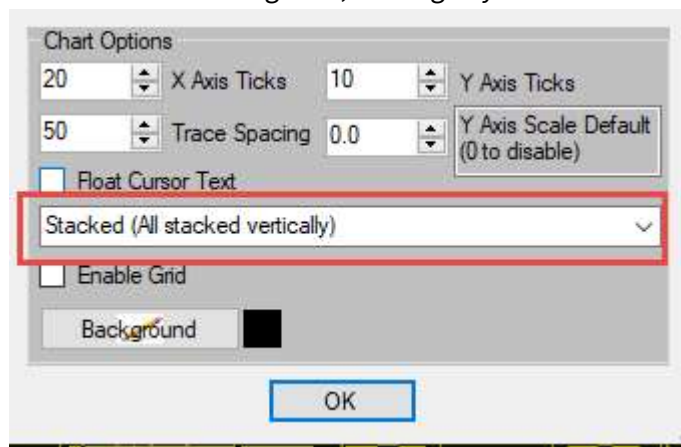 Chart Options
20 X Axis Ticks 10 Y Axis Ticks
50 Trace Spacing 0.0 Y Axis Scale Default
(0 to disable)
Float Cursor Text
Stacked (All stacked vertically)
Enable Grid
Background
OK